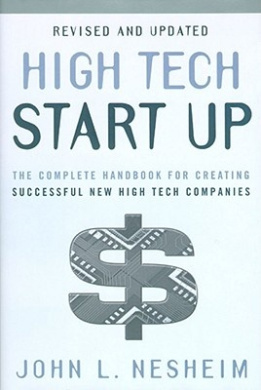 REVISED AND UPDATED
HIGH TECH
START UP
THE COMPLETE HANDBOOK FOR CREATING
SUCCESSFUL NEW HIGH TECH COMPANIES
$
JOHN L. NESHEIM